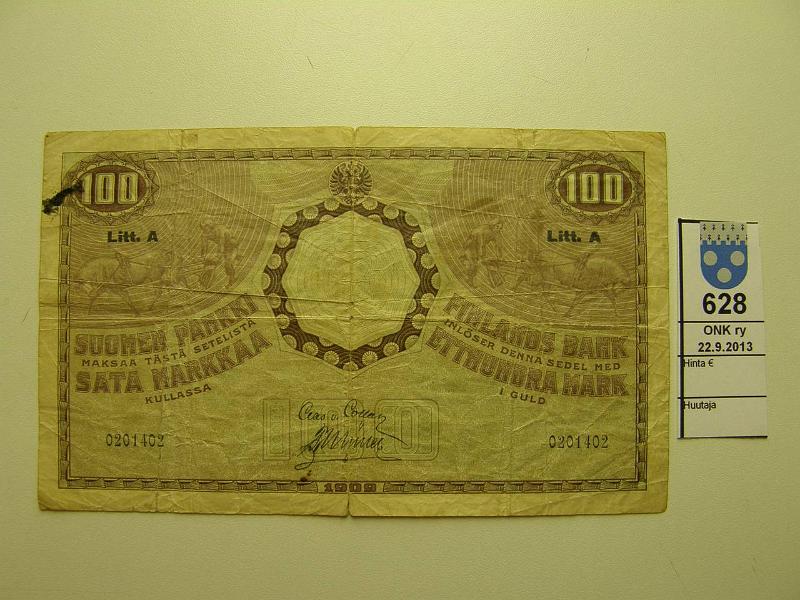 100
100
Litt. A
Litt. A
SUOMEN PANKKI
MAKSAA TÄSTÄ SETELISTÄ
SATA MARKKAA
KULLASSA
FINLANDS BANK
INLÖSER DENNA SEDEL MED
ETTHUNDRA MARK
I GULD
0201402
0201402
1909
628
ONK ry
22.9.2013
Hinta €
Huutaja